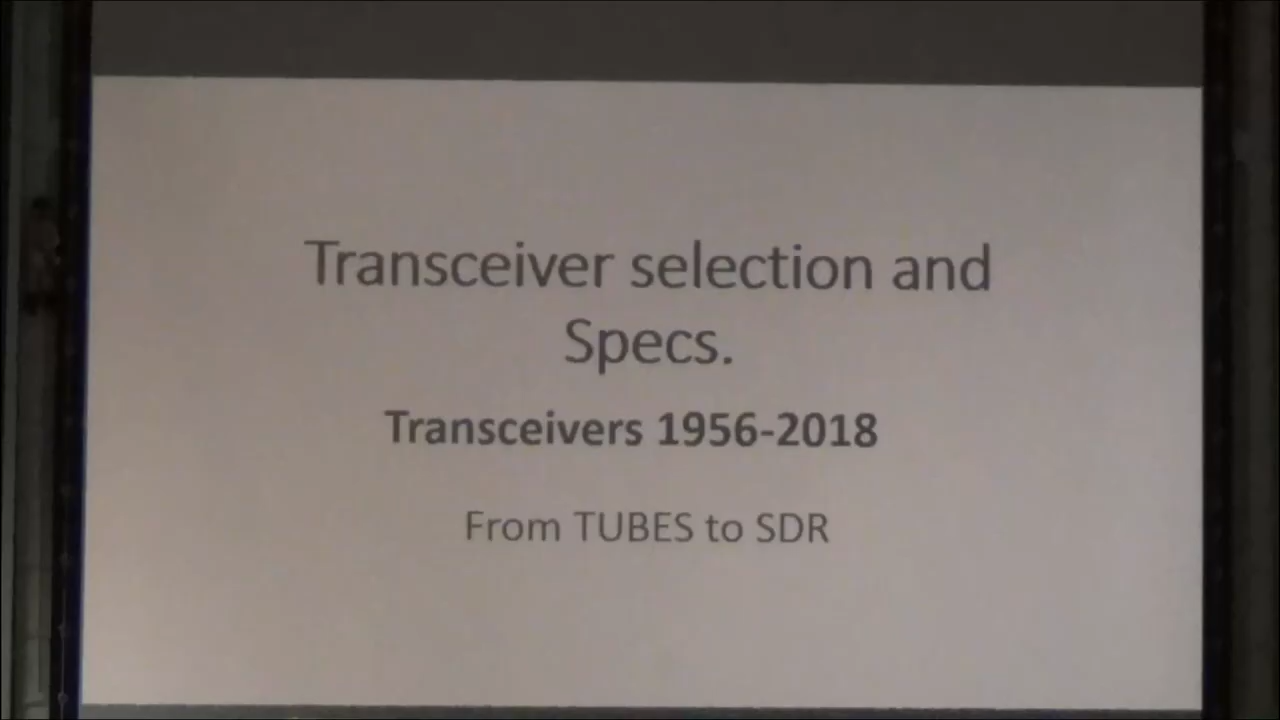 Transceiver selection and
Specs.
Transceivers 1956-2018
From TUBES to SDR